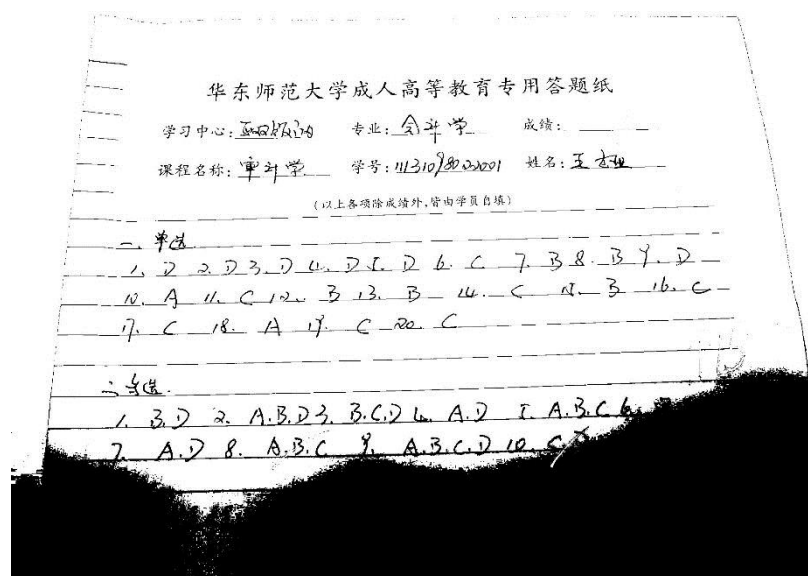 华东师范大学成人高等教育专用答题纸
学习中心: 专业:会计学 成绩:
课程名称:审计学 学号: 姓名:王
(以上各项除成绩外,皆由学员自填)
一、单选
1. D 2. D 3. D 4. D 5. D 6. C 7. B 8. B 9. D
10. A 11. C 12. B 13. B 14. C 15. B 16. C
17. C 18. A 19. C 20. C
二、多选.
1. B.D 2. A.B.D 3. B.C.D 4. A.D 5. A.B.C 6.
7. A.D 8. A.B.C 9. A.B.C.D 10. C